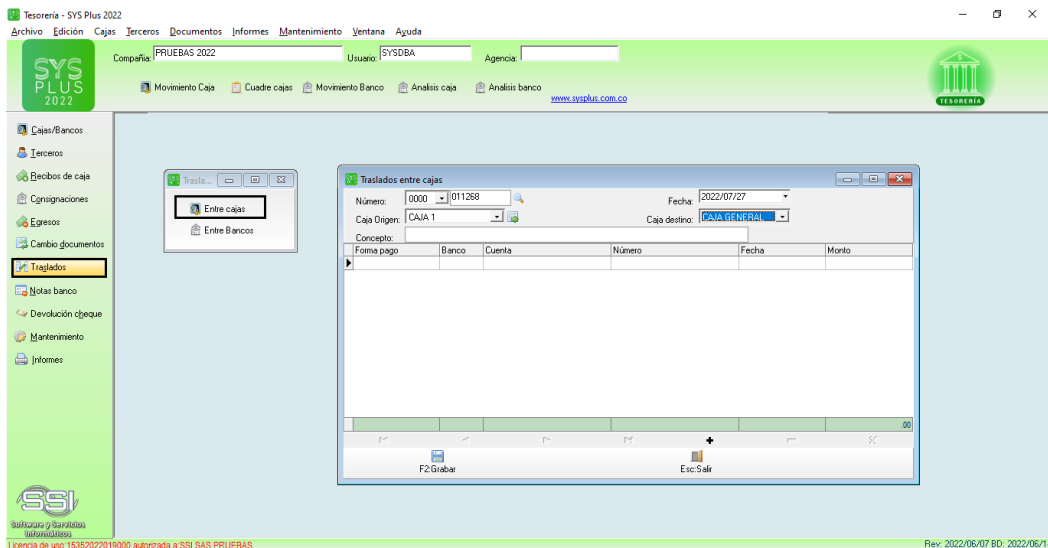 Tesorería - SYS Plus 2022
Archivo Edición Cajas Terceros Documentos Informes Mantenimiento Ventana Ayuda
SYS PLUS 2022
Compañía: PRUEBAS 2022 Usuario: SYSDBA Agencia:
Movimiento Caja Cuadre cajas Movimiento Banco Analisis caja Analisis banco
www.sysplus.com.co
TESORERÍA
Cajas/Bancos
Terceros
Recibos de caja
Consignaciones
Egresos
Cambio documentos
Traslados
Notas banco
Devolución cheque
Mantenimiento
Informes
Trasla...
Entre cajas
Entre Bancos
Traslados entre cajas
Número: 0000 011268 Fecha: 2022/07/27
Caja Origen: CAJA 1 Caja destino: CAJA GENERAL
Concepto:
Forma pago Banco Cuenta Número Fecha Monto
.00
F2:Grabar Esc:Salir
SSI
Software y Servicios
Informáticos
Licencia de uso:15352022019000 autorizada a:SSI SAS PRUEBAS Rev: 2022/06/07 BD: 2022/06/1